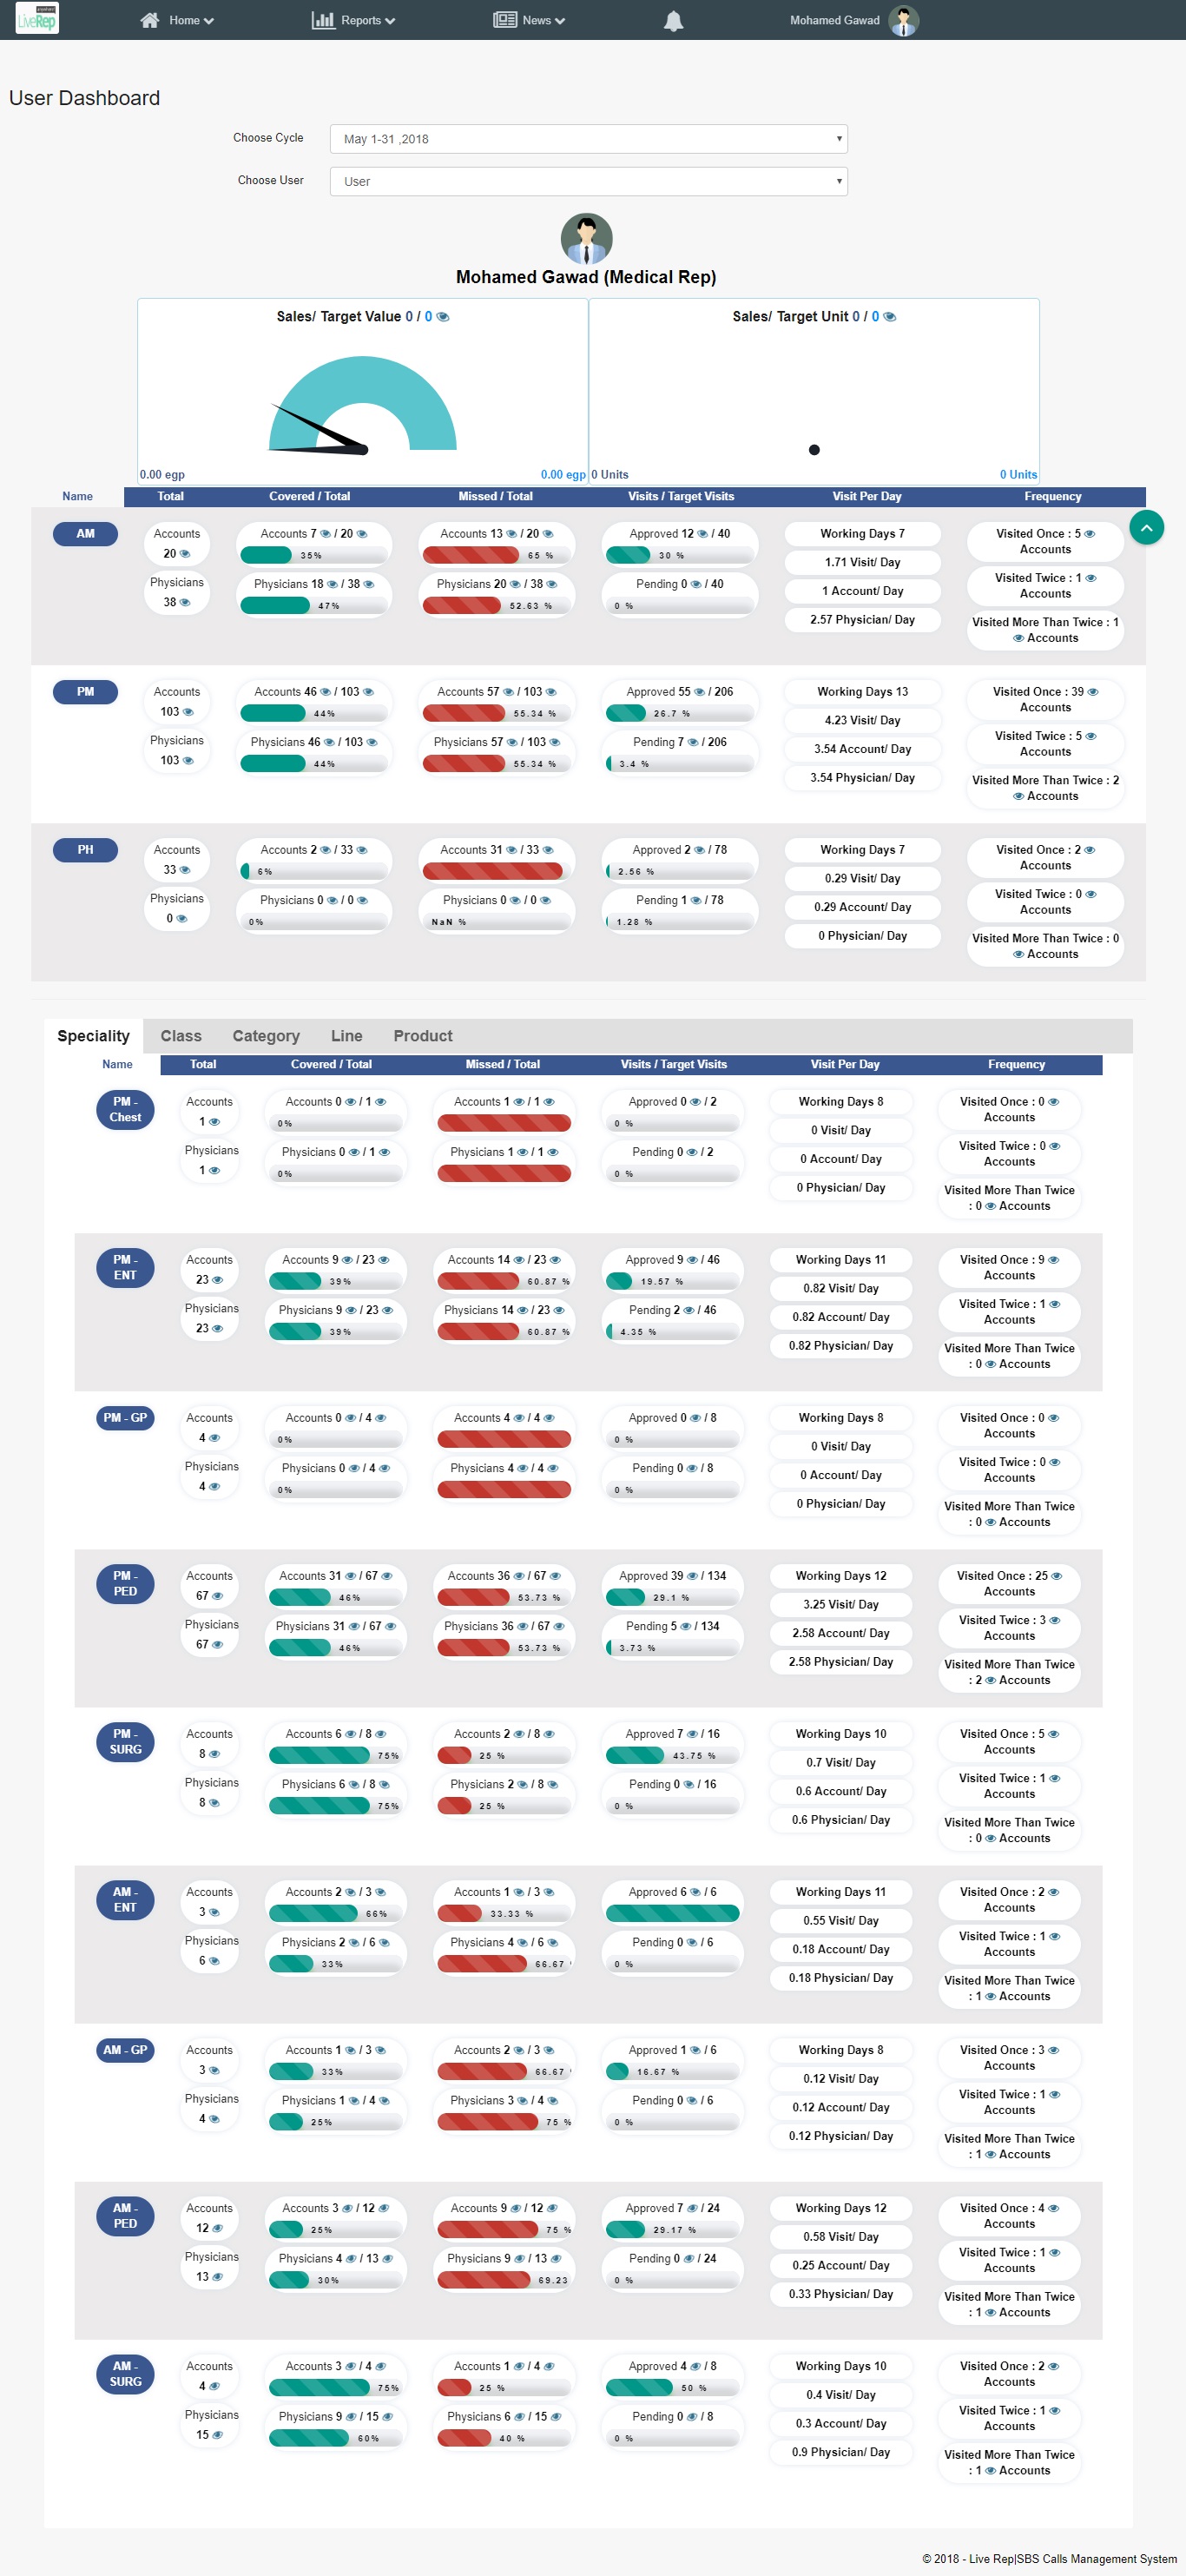 LiveRep
Home
Reports
News
Mohamed Gawad
User Dashboard
Choose Cycle
May 1-31 ,2018
Choose User
User
Mohamed Gawad (Medical Rep)
Sales/ Target Value 0 / 0
0.00 egp
0.00 egp
Sales/ Target Unit 0 / 0
0 Units
0 Units
Name Total Covered / Total Missed / Total Visits / Target Visits Visit Per Day Frequency
AM
Accounts
20
Physicians
38
Accounts 7 / 20
35%
Physicians 18 / 38
47%
Accounts 13 / 20
65 %
Physicians 20 / 38
52.63 %
Approved 12 / 40
30 %
Pending 0 / 40
0 %
Working Days 7
1.71 Visit/ Day
1 Account/ Day
2.57 Physician/ Day
Visited Once : 5
Accounts
Visited Twice : 1
Accounts
Visited More Than Twice : 1
Accounts
PM
Accounts
103
Physicians
103
Accounts 46 / 103
44%
Physicians 46 / 103
44%
Accounts 57 / 103
55.34 %
Physicians 57 / 103
55.34 %
Approved 55 / 206
26.7 %
Pending 7 / 206
3.4 %
Working Days 13
4.23 Visit/ Day
3.54 Account/ Day
3.54 Physician/ Day
Visited Once : 39
Accounts
Visited Twice : 5
Accounts
Visited More Than Twice : 2
Accounts
PH
Accounts
33
Physicians
0
Accounts 2 / 33
6%
Physicians 0 / 0
0%
Accounts 31 / 33
Physicians 0 / 0
NaN %
Approved 2 / 78
2.56 %
Pending 1 / 78
1.28 %
Working Days 7
0.29 Visit/ Day
0.29 Account/ Day
0 Physician/ Day
Visited Once : 2
Accounts
Visited Twice : 0
Accounts
Visited More Than Twice : 0
Accounts
Speciality Class Category Line Product
Name Total Covered / Total Missed / Total Visits / Target Visits Visit Per Day Frequency
PM -
Chest
Accounts
1
Physicians
1
Accounts 0 / 1
0%
Physicians 0 / 1
0%
Accounts 1 / 1
Physicians 1 / 1
Approved 0 / 2
0 %
Pending 0 / 2
0 %
Working Days 8
0 Visit/ Day
0 Account/ Day
0 Physician/ Day
Visited Once : 0
Accounts
Visited Twice : 0
Accounts
Visited More Than Twice
: 0 Accounts
PM -
ENT
Accounts
23
Physicians
23
Accounts 9 / 23
39%
Physicians 9 / 23
39%
Accounts 14 / 23
60.87 %
Physicians 14 / 23
60.87 %
Approved 9 / 46
19.57 %
Pending 2 / 46
4.35 %
Working Days 11
0.82 Visit/ Day
0.82 Account/ Day
0.82 Physician/ Day
Visited Once : 9
Accounts
Visited Twice : 1
Accounts
Visited More Than Twice
: 0 Accounts
PM - GP
Accounts
4
Physicians
4
Accounts 0 / 4
0%
Physicians 0 / 4
0%
Accounts 4 / 4
Physicians 4 / 4
Approved 0 / 8
0 %
Pending 0 / 8
0 %
Working Days 8
0 Visit/ Day
0 Account/ Day
0 Physician/ Day
Visited Once : 0
Accounts
Visited Twice : 0
Accounts
Visited More Than Twice
: 0 Accounts
PM -
PED
Accounts
67
Physicians
67
Accounts 31 / 67
46%
Physicians 31 / 67
46%
Accounts 36 / 67
53.73 %
Physicians 36 / 67
53.73 %
Approved 39 / 134
29.1 %
Pending 5 / 134
3.73 %
Working Days 12
3.25 Visit/ Day
2.58 Account/ Day
2.58 Physician/ Day
Visited Once : 25
Accounts
Visited Twice : 3
Accounts
Visited More Than Twice
: 2 Accounts
PM -
SURG
Accounts
8
Physicians
8
Accounts 6 / 8
75%
Physicians 6 / 8
75%
Accounts 2 / 8
25 %
Physicians 2 / 8
25 %
Approved 7 / 16
43.75 %
Pending 0 / 16
0 %
Working Days 10
0.7 Visit/ Day
0.6 Account/ Day
0.6 Physician/ Day
Visited Once : 5
Accounts
Visited Twice : 1
Accounts
Visited More Than Twice
: 0 Accounts
AM -
ENT
Accounts
3
Physicians
6
Accounts 2 / 3
66%
Physicians 2 / 6
33%
Accounts 1 / 3
33.33 %
Physicians 4 / 6
66.67
Approved 6 / 6
Pending 0 / 6
0 %
Working Days 11
0.55 Visit/ Day
0.18 Account/ Day
0.18 Physician/ Day
Visited Once : 2
Accounts
Visited Twice : 1
Accounts
Visited More Than Twice
: 1 Accounts
AM - GP
Accounts
3
Physicians
4
Accounts 1 / 3
33%
Physicians 1 / 4
25%
Accounts 2 / 3
66.67
Physicians 3 / 4
75 %
Approved 1 / 6
16.67 %
Pending 0 / 6
0 %
Working Days 8
0.12 Visit/ Day
0.12 Account/ Day
0.12 Physician/ Day
Visited Once : 3
Accounts
Visited Twice : 1
Accounts
Visited More Than Twice
: 1 Accounts
AM -
PED
Accounts
12
Physicians
13
Accounts 3 / 12
25%
Physicians 4 / 13
30%
Accounts 9 / 12
75 %
Physicians 9 / 13
69.23
Approved 7 / 24
29.17 %
Pending 0 / 24
0 %
Working Days 12
0.58 Visit/ Day
0.25 Account/ Day
0.33 Physician/ Day
Visited Once : 4
Accounts
Visited Twice : 1
Accounts
Visited More Than Twice
: 1 Accounts
AM -
SURG
Accounts
4
Physicians
15
Accounts 3 / 4
75%
Physicians 9 / 15
60%
Accounts 1 / 4
25 %
Physicians 6 / 15
40 %
Approved 4 / 8
50 %
Pending 0 / 8
0 %
Working Days 10
0.4 Visit/ Day
0.3 Account/ Day
0.9 Physician/ Day
Visited Once : 2
Accounts
Visited Twice : 1
Accounts
Visited More Than Twice
: 1 Accounts
© 2018 - Live Rep|SBS Calls Management System